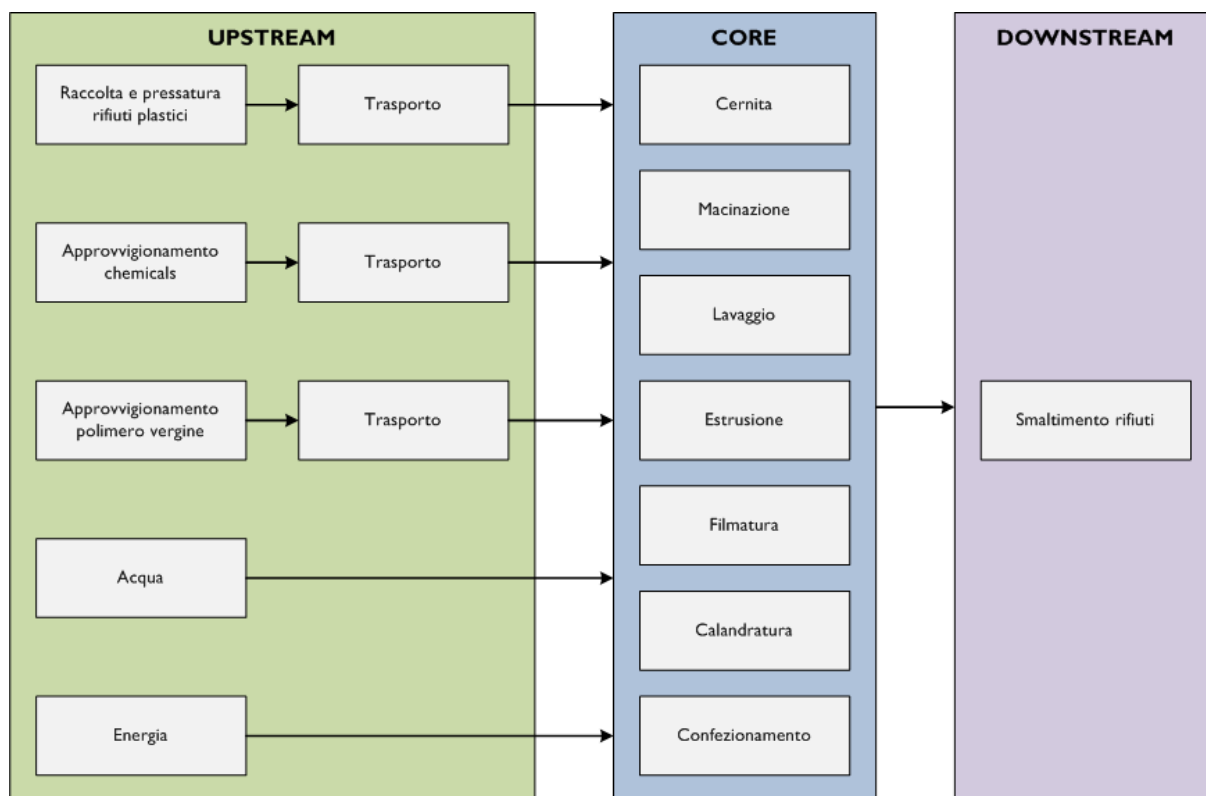 UPSTREAM
Raccolta e pressatura
rifiuti plastici
Trasporto
Approvvigionamento
chemicals
Trasporto
Approvvigionamento
polimero vergine
Trasporto
Acqua
Energia
CORE
Cernita
Macinazione
Lavaggio
Estrusione
Filmatura
Calandratura
Confezionamento
DOWNSTREAM
Smaltimento rifiuti